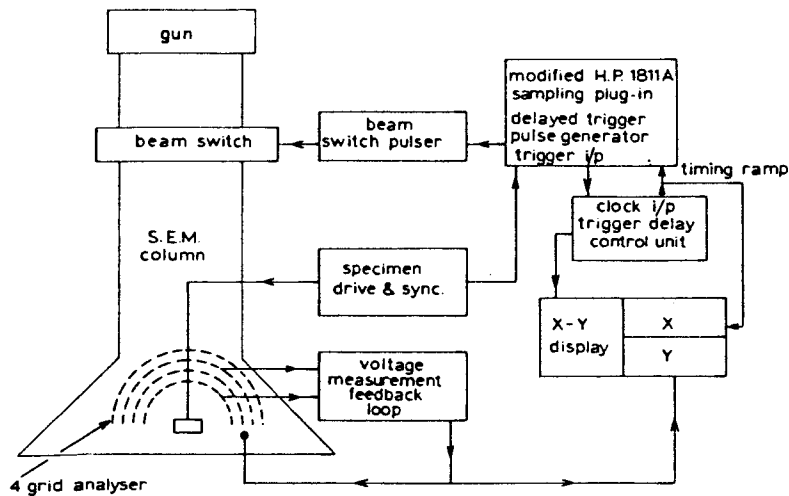 gun
beam switch
beam
switch pulser
modified H.P. 1811A
sampling plug-in
delayed trigger
pulse generator
trigger i/p
timing ramp
clock i/p
trigger delay
control unit
S.E.M.
column
specimen
drive & sync.
X-Y
display
X
Y
voltage
measurement
feedback
loop
4 grid analyser